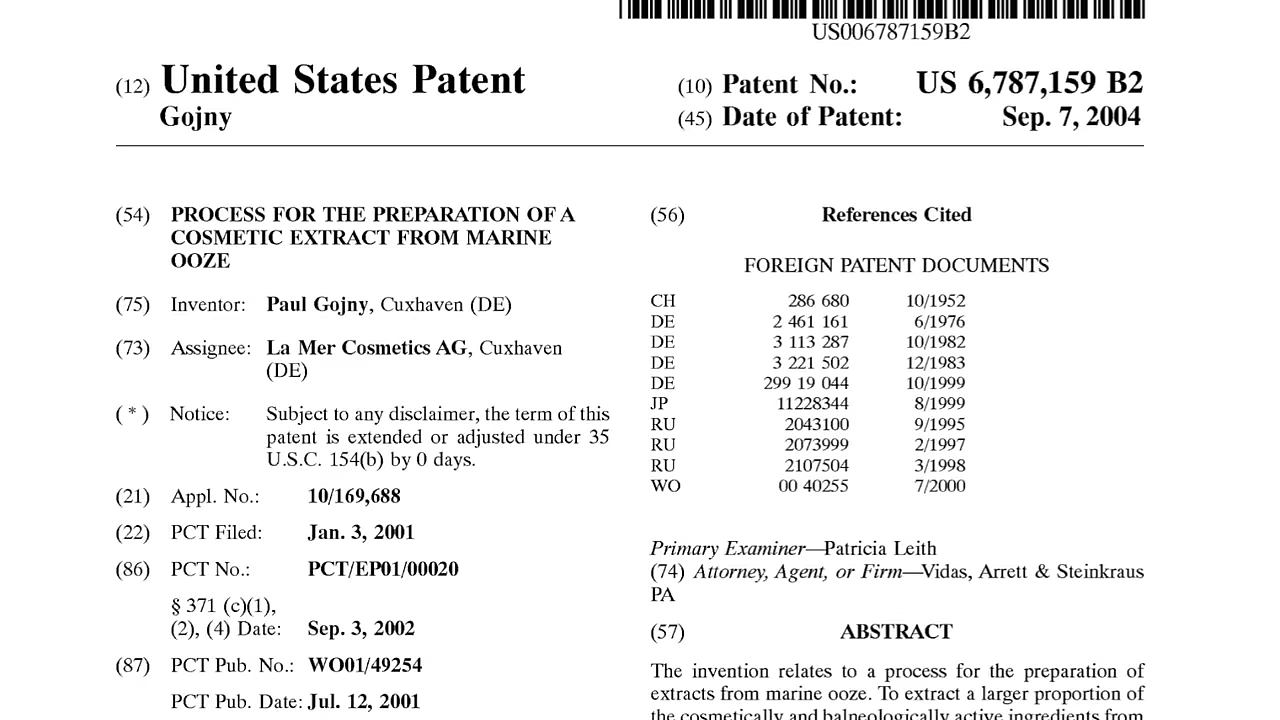 US006787159B2
(12) United States Patent
Gojny
(10) Patent No.: US 6,787,159 B2
(45) Date of Patent: Sep. 7, 2004
(54) PROCESS FOR THE PREPARATION OF A
COSMETIC EXTRACT FROM MARINE
OOZE
(75) Inventor: Paul Gojny, Cuxhaven (DE)
(73) Assignee: La Mer Cosmetics AG, Cuxhaven
(DE)
( * ) Notice: Subject to any disclaimer, the term of this
patent is extended or adjusted under 35
U.S.C. 154(b) by 0 days.
(21) Appl. No.: 10/169,688
(22) PCT Filed: Jan. 3, 2001
(86) PCT No.: PCT/EP01/00020
§ 371 (c)(1),
(2), (4) Date: Sep. 3, 2002
(87) PCT Pub. No.: WO01/49254
PCT Pub. Date: Jul. 12, 2001
(56) References Cited
FOREIGN PATENT DOCUMENTS
CH 286 680 10/1952
DE 2 461 161 6/1976
DE 3 113 287 10/1982
DE 3 221 502 12/1983
DE 299 19 044 10/1999
JP 11228344 8/1999
RU 2043100 9/1995
RU 2073999 2/1997
RU 2107504 3/1998
WO 00 40255 7/2000
Primary Examiner—Patricia Leith
(74) Attorney, Agent, or Firm—Vidas, Arrett & Steinkraus
PA
(57) ABSTRACT
The invention relates to a process for the preparation of
extracts from marine ooze. To extract a larger proportion of
the cosmetically and balneologically active ingredients from